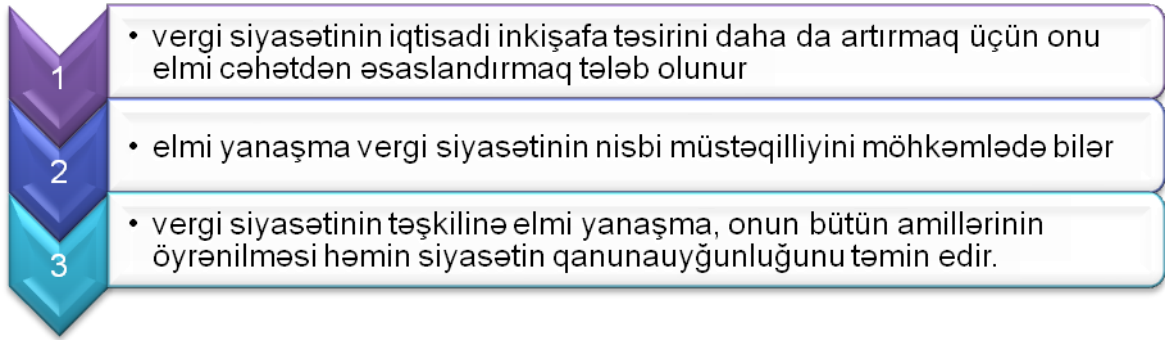 1
• vergi siyasətinin iqtisadi inkişafa təsirini daha da artırmaq üçün onu
elmi cəhətdən əsaslandırmaq tələb olunur
2
• elmi yanaşma vergi siyasətinin nisbi müstəqilliyini möhkəmlədə bilər
3
• vergi siyasətinin təşkilinə elmi yanaşma, onun bütün amillərinin
öyrənilməsi həmin siyasətin qanunauyğunluğunu təmin edir.